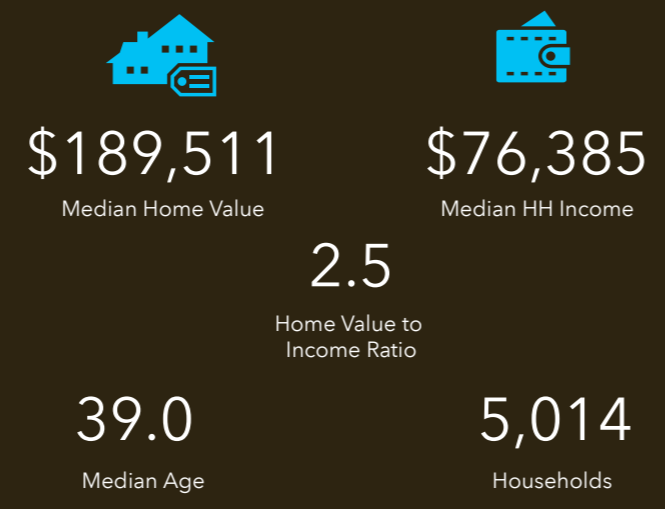 $189,511
Median Home Value
$76,385
Median HH Income
2.5
Home Value to
Income Ratio
39.0
Median Age
5,014
Households